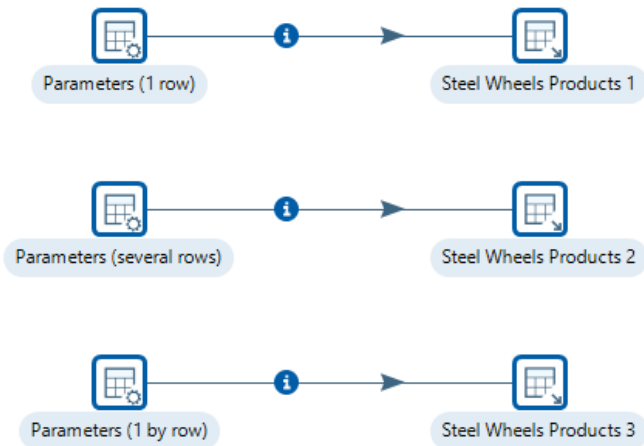 Parameters (1 row)
Steel Wheels Products 1
Parameters (several rows)
Steel Wheels Products 2
Parameters (1 by row)
Steel Wheels Products 3